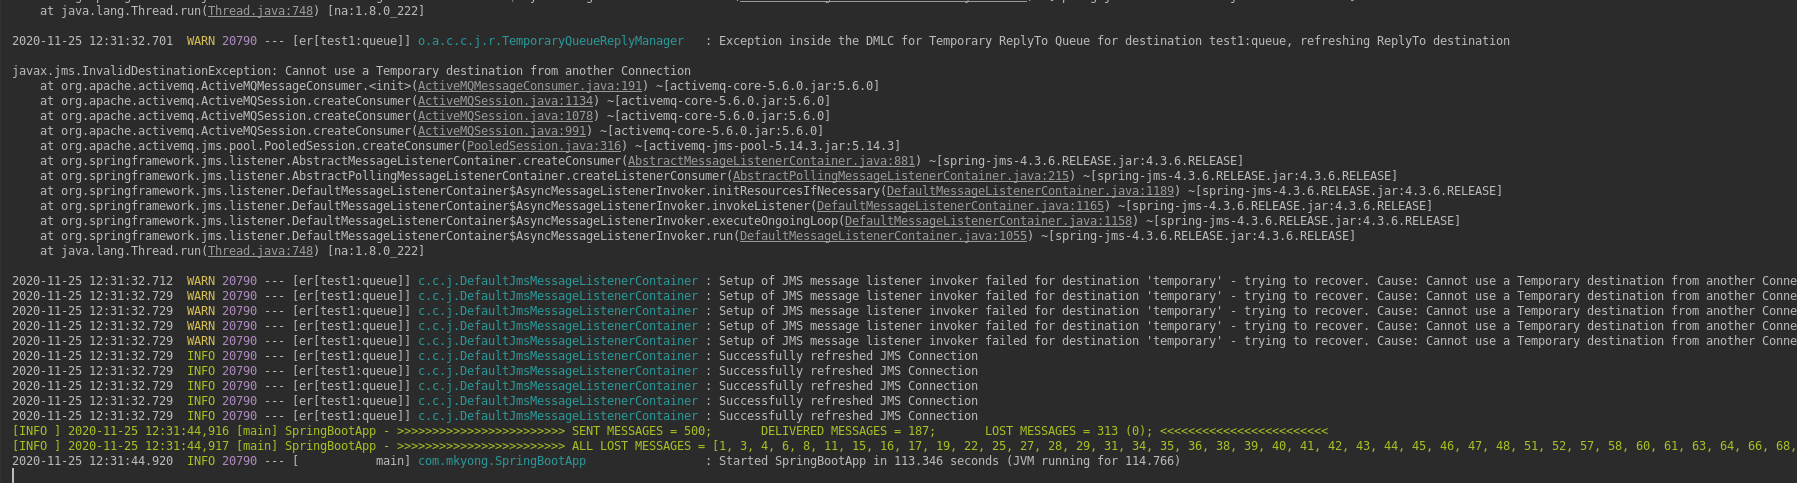 at java.lang.Thread.run(Thread.java:748) [na:1.8.0_222]
2020-11-25 12:31:32.701  WARN 20790 --- [er[test1:queue]] o.a.c.c.j.r.TemporaryQueueReplyManager   : Exception inside the DMLC for Temporary ReplyTo Queue for destination test1:queue, refreshing ReplyTo destination
javax.jms.InvalidDestinationException: Cannot use a Temporary destination from another Connection
at org.apache.activemq.ActiveMQMessageConsumer.<init>(ActiveMQMessageConsumer.java:191) ~[activemq-core-5.6.0.jar:5.6.0]
at org.apache.activemq.ActiveMQSession.createConsumer(ActiveMQSession.java:1134) ~[activemq-core-5.6.0.jar:5.6.0]
at org.apache.activemq.ActiveMQSession.createConsumer(ActiveMQSession.java:1078) ~[activemq-core-5.6.0.jar:5.6.0]
at org.apache.activemq.ActiveMQSession.createConsumer(ActiveMQSession.java:991) ~[activemq-core-5.6.0.jar:5.6.0]
at org.apache.activemq.jms.pool.PooledSession.createConsumer(PooledSession.java:316) ~[activemq-jms-pool-5.14.3.jar:5.14.3]
at org.springframework.jms.listener.AbstractMessageListenerContainer.createConsumer(AbstractMessageListenerContainer.java:881) ~[spring-jms-4.3.6.RELEASE.jar:4.3.6.RELEASE]
at org.springframework.jms.listener.AbstractPollingMessageListenerContainer.createListenerConsumer(AbstractPollingMessageListenerContainer.java:215) ~[spring-jms-4.3.6.RELEASE.jar:4.3.6.RELEASE]
at org.springframework.jms.listener.DefaultMessageListenerContainer$AsyncMessageListenerInvoker.initResourcesIfNecessary(DefaultMessageListenerContainer.java:1189) ~[spring-jms-4.3.6.RELEASE.jar:4.3.6.RELEASE]
at org.springframework.jms.listener.DefaultMessageListenerContainer$AsyncMessageListenerInvoker.invokeListener(DefaultMessageListenerContainer.java:1165) ~[spring-jms-4.3.6.RELEASE.jar:4.3.6.RELEASE]
at org.springframework.jms.listener.DefaultMessageListenerContainer$AsyncMessageListenerInvoker.executeOngoingLoop(DefaultMessageListenerContainer.java:1158) ~[spring-jms-4.3.6.RELEASE.jar:4.3.6.RELEASE]
at org.springframework.jms.listener.DefaultMessageListenerContainer$AsyncMessageListenerInvoker.run(DefaultMessageListenerContainer.java:1055) ~[spring-jms-4.3.6.RELEASE.jar:4.3.6.RELEASE]
at java.lang.Thread.run(Thread.java:748) [na:1.8.0_222]
2020-11-25 12:31:32.712  WARN 20790 --- [er[test1:queue]] c.c.j.DefaultJmsMessageListenerContainer : Setup of JMS message listener invoker failed for destination 'temporary' - trying to recover. Cause: Cannot use a Temporary destination from another Conne
2020-11-25 12:31:32.729  WARN 20790 --- [er[test1:queue]] c.c.j.DefaultJmsMessageListenerContainer : Setup of JMS message listener invoker failed for destination 'temporary' - trying to recover. Cause: Cannot use a Temporary destination from another Conne
2020-11-25 12:31:32.729  WARN 20790 --- [er[test1:queue]] c.c.j.DefaultJmsMessageListenerContainer : Setup of JMS message listener invoker failed for destination 'temporary' - trying to recover. Cause: Cannot use a Temporary destination from another Conne
2020-11-25 12:31:32.729  WARN 20790 --- [er[test1:queue]] c.c.j.DefaultJmsMessageListenerContainer : Setup of JMS message listener invoker failed for destination 'temporary' - trying to recover. Cause: Cannot use a Temporary destination from another Conne
2020-11-25 12:31:32.729  WARN 20790 --- [er[test1:queue]] c.c.j.DefaultJmsMessageListenerContainer : Setup of JMS message listener invoker failed for destination 'temporary' - trying to recover. Cause: Cannot use a Temporary destination from another Conne
2020-11-25 12:31:32.729  INFO 20790 --- [er[test1:queue]] c.c.j.DefaultJmsMessageListenerContainer : Successfully refreshed JMS Connection
2020-11-25 12:31:32.729  INFO 20790 --- [er[test1:queue]] c.c.j.DefaultJmsMessageListenerContainer : Successfully refreshed JMS Connection
2020-11-25 12:31:32.729  INFO 20790 --- [er[test1:queue]] c.c.j.DefaultJmsMessageListenerContainer : Successfully refreshed JMS Connection
2020-11-25 12:31:32.729  INFO 20790 --- [er[test1:queue]] c.c.j.DefaultJmsMessageListenerContainer : Successfully refreshed JMS Connection
2020-11-25 12:31:32.729  INFO 20790 --- [er[test1:queue]] c.c.j.DefaultJmsMessageListenerContainer : Successfully refreshed JMS Connection
[INFO ] 2020-11-25 12:31:44,916 [main] SpringBootApp - >>>>>>>>>>>>>>>>>>>>>>>> SENT MESSAGES = 500;       DELIVERED MESSAGES = 187;       LOST MESSAGES = 313 (0); <<<<<<<<<<<<<<<<<<<<<<<<
[INFO ] 2020-11-25 12:31:44,917 [main] SpringBootApp - >>>>>>>>>>>>>>>>>>>>>>>> ALL LOST MESSAGES = [1, 3, 4, 6, 8, 11, 15, 16, 17, 19, 22, 25, 27, 28, 29, 31, 34, 35, 36, 38, 39, 40, 41, 42, 43, 44, 45, 46, 47, 48, 51, 52, 57, 58, 60, 61, 63, 64, 66, 68,
2020-11-25 12:31:44.920  INFO 20790 --- [           main] com.mkyong.SpringBootApp                 : Started SpringBootApp in 113.346 seconds (JVM running for 114.766)